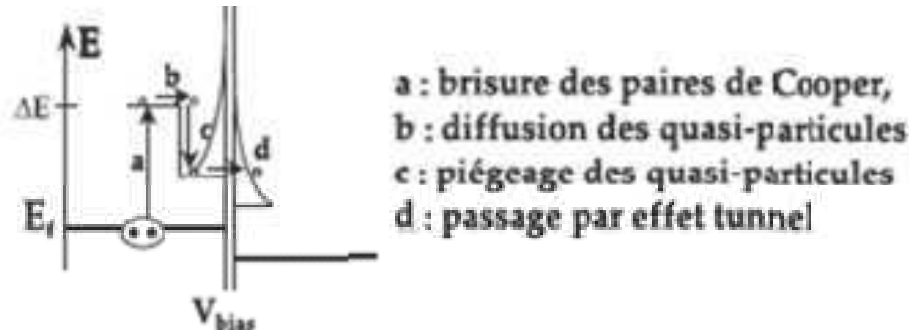 E
b
ΔE
c
d
a
E_f
V_bias
a : brisure des paires de Cooper,
b : diffusion des quasi-particules
c : piégeage des quasi-particules
d : passage par effet tunnel